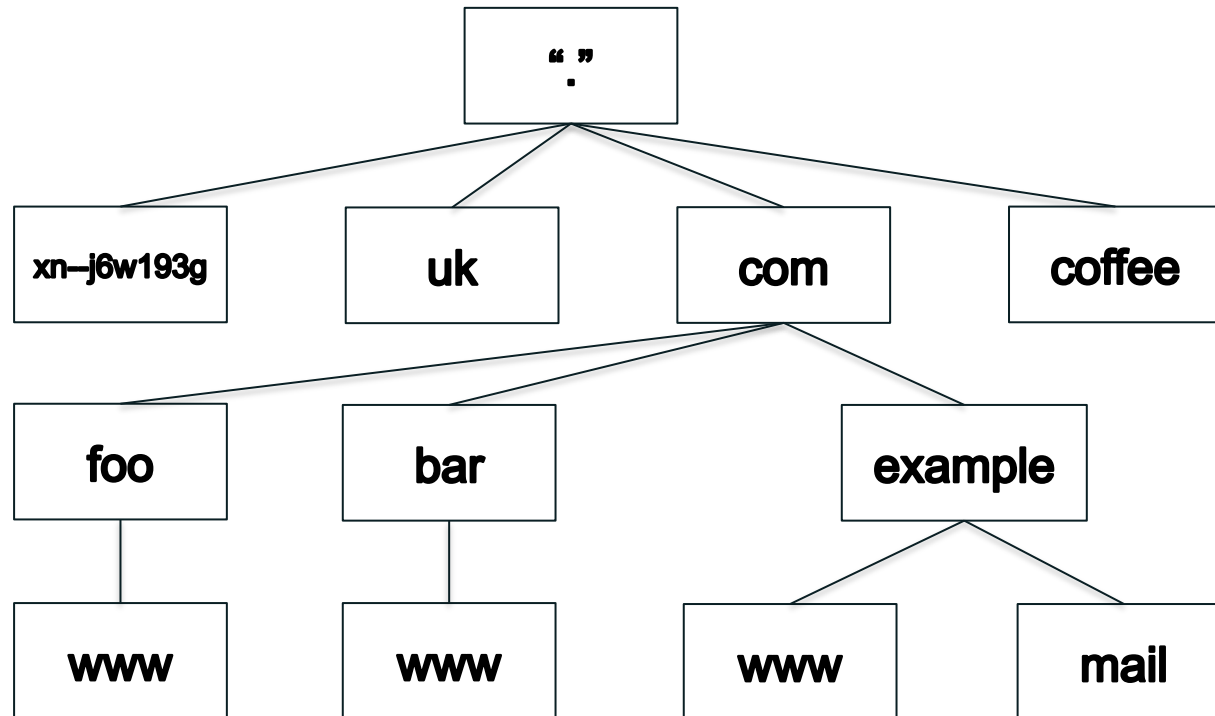 “.”
xn--j6w193g
uk
com
coffee
foo
bar
example
www
www
www
mail